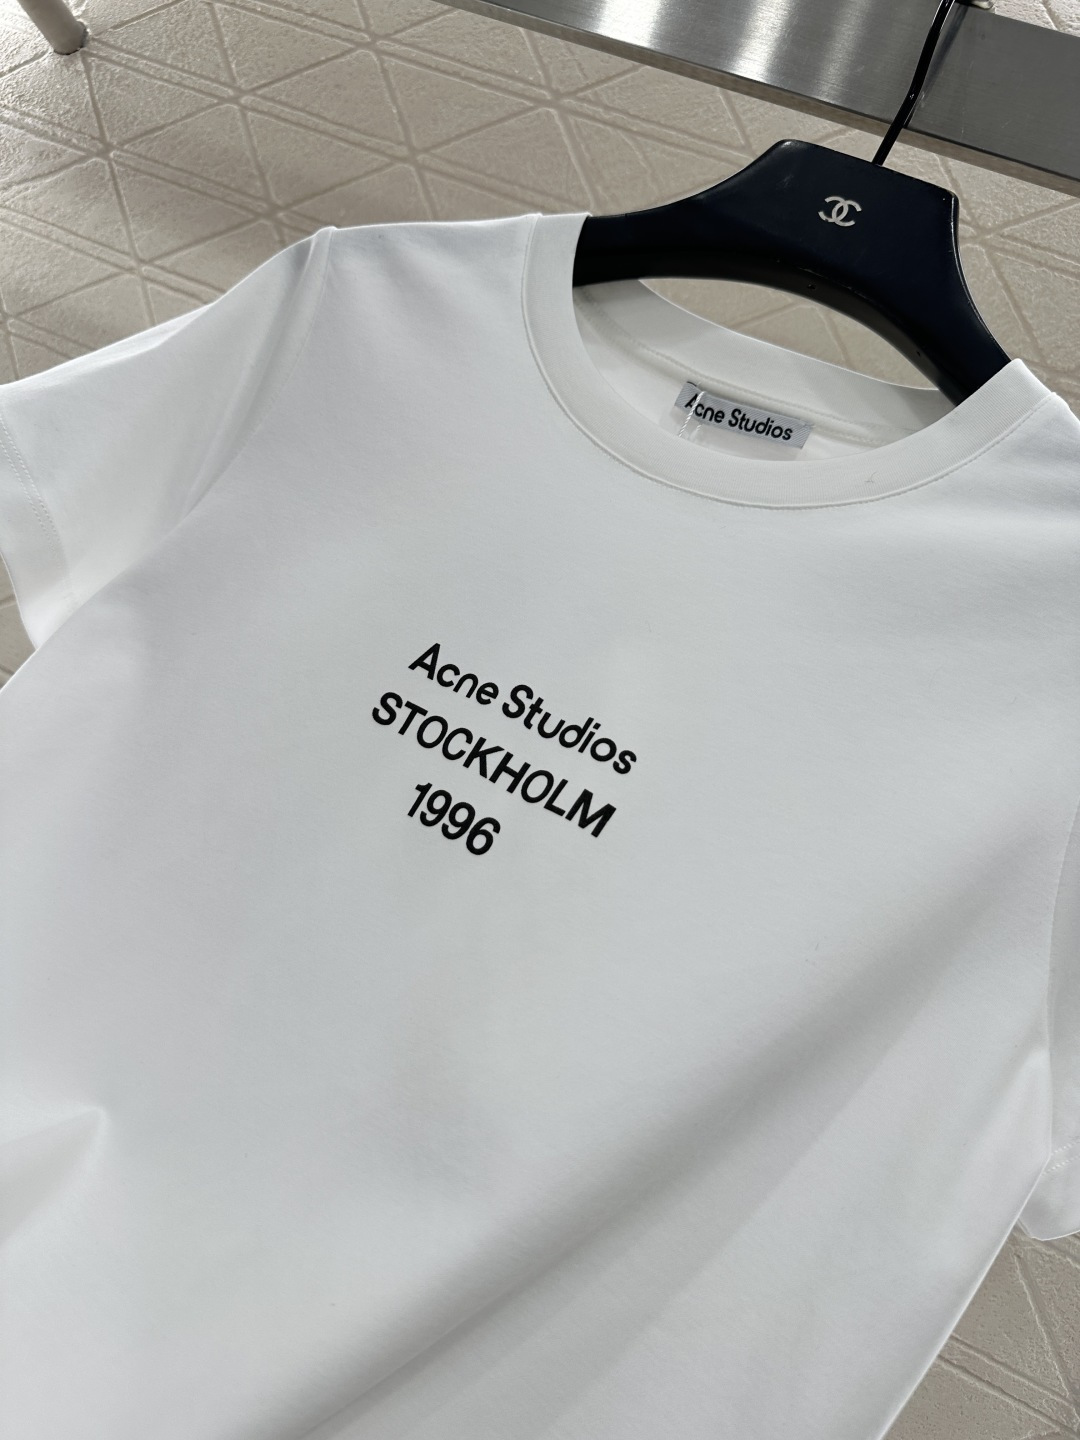 Acne Studios
Acne Studios
STOCKHOLM
1996